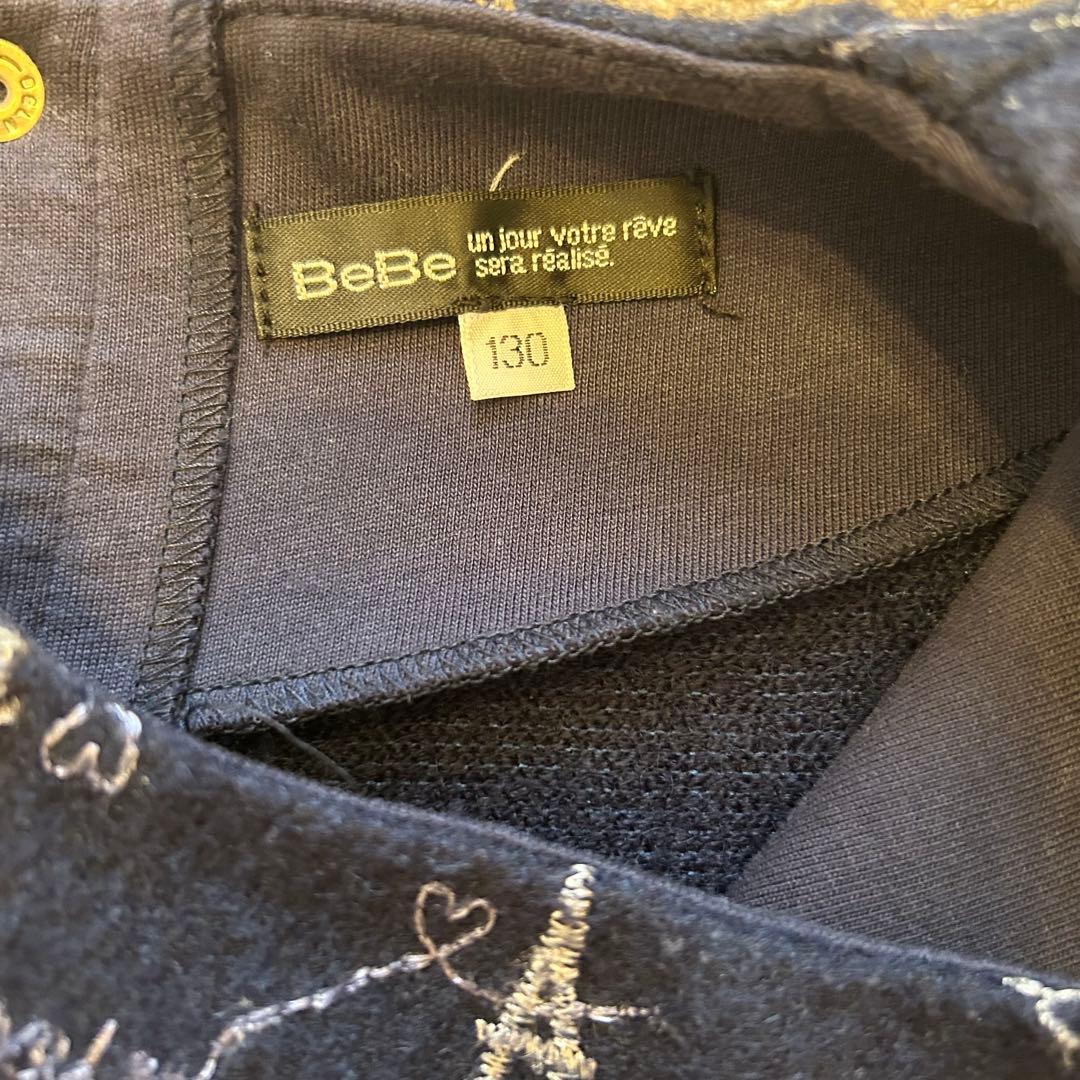 BeBe
un jour votre rêve
sera réalisé.
130